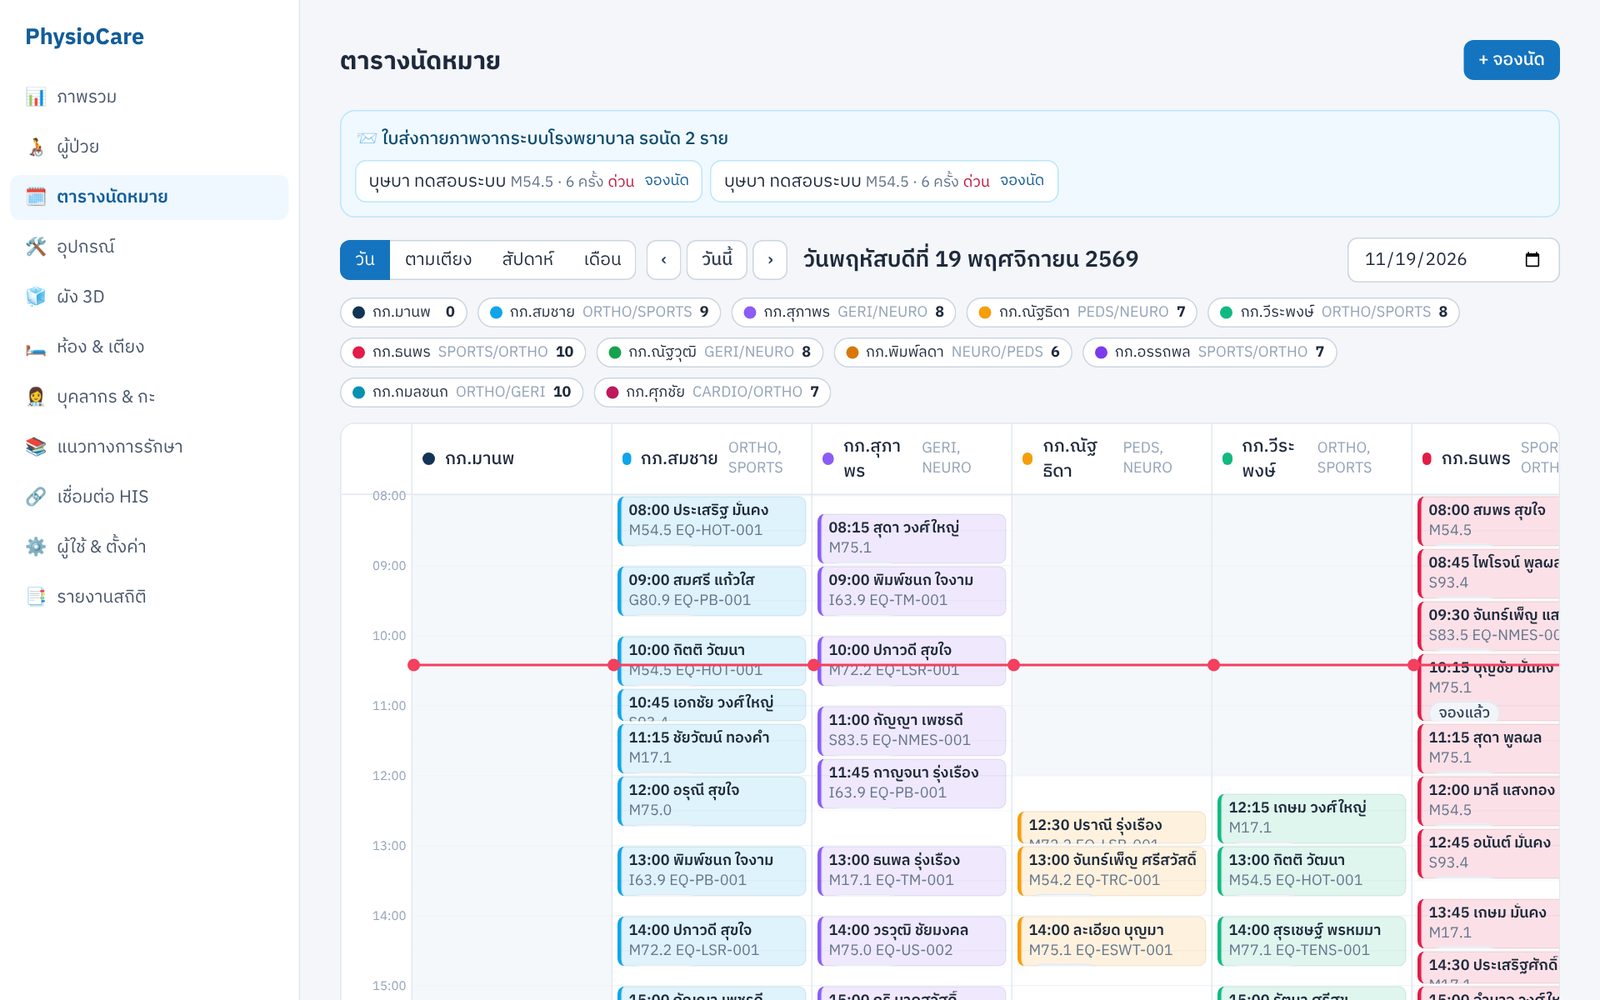 PhysioCare
ภาพรวม
ผู้ป่วย
ตารางนัดหมาย
อุปกรณ์
ผัง 3D
ห้อง & เตียง
บุคลากร & กะ
แนวทางการรักษา
เชื่อมต่อ HIS
ผู้ใช้ & ตั้งค่า
รายงานสถิติ
ตารางนัดหมาย
+ จองนัด
ใบส่งกายภาพจากระบบโรงพยาบาล รอนัด 2 ราย
บุษบา ทดสอบระบบ M54.5 · 6 ครั้ง ด่วน จองนัด
บุษบา ทดสอบระบบ M54.5 · 6 ครั้ง ด่วน จองนัด
วัน ตามเตียง สัปดาห์ เดือน ‹ วันนี้ › วันพฤหัสบดีที่ 19 พฤศจิกายน 2569 11/19/2026
กภ.มานพ 0 กภ.สมชาย ORTHO/SPORTS 9 กภ.สุภาพร GERI/NEURO 8 กภ.ณัฐธิดา PEDS/NEURO 7 กภ.วีระพงษ์ ORTHO/SPORTS 8
กภ.ธนพร SPORTS/ORTHO 10 กภ.ณัฐวุฒิ GERI/NEURO 8 กภ.พิมพ์ลดา NEURO/PEDS 6 กภ.อรรถพล SPORTS/ORTHO 7
กภ.กมลชนก ORTHO/GERI 10 กภ.ศุภชัย CARDIO/ORTHO 7
กภ.มานพ
กภ.สมชาย ORTHO, SPORTS
กภ.สุภาพร GERI, NEURO
กภ.ณัฐธิดา PEDS, NEURO
กภ.วีระพงษ์ ORTHO, SPORTS
กภ.ธนพร
08:00
09:00
10:00
11:00
12:00
13:00
14:00
15:00
08:00 ประเสริฐ มั่นคง
M54.5 EQ-HOT-001
09:00 สมศรี แก้วใส
G80.9 EQ-PB-001
10:00 กิตติ วัฒนา
M54.5 EQ-HOT-001
10:45 เอกชัย วงศ์ใหญ่
11:15 ชัยวัฒน์ ทองคำ
M17.1
12:00 อรุณี สุขใจ
M75.0
13:00 พิมพ์ชนก ใจงาม
I63.9 EQ-PB-001
14:00 ปภาวดี สุขใจ
M72.2 EQ-LSR-001
08:15 สุดา วงศ์ใหญ่
M75.1
09:00 พิมพ์ชนก ใจงาม
I63.9 EQ-TM-001
10:00 ปภาวดี สุขใจ
M72.2 EQ-LSR-001
11:00 กัญญา เพชรดี
S83.5 EQ-NMES-001
11:45 กาญจนา รุ่งเรือง
I63.9 EQ-PB-001
13:00 ธนพล รุ่งเรือง
M17.1 EQ-TM-001
14:00 วรวุฒิ ชัยมงคล
M75.0 EQ-US-002
12:30 ปราณี รุ่งเรือง
13:00 จันทร์เพ็ญ ศรีสวัสดิ์
M54.2 EQ-TRC-001
14:00 ละเอียด บุญมา
M75.1 EQ-ESWT-001
12:15 เกษม วงศ์ใหญ่
M17.1
13:00 กิตติ วัฒนา
M54.5 EQ-HOT-001
14:00 สุรเชษฐ์ พรหมมา
M77.1 EQ-TENS-001
08:00 สมพร สุขใจ
M54.5
08:45 ไพโรจน์
S93.4
09:30 จันทร์เพ็ญ
S83.5
10:15 บุญชัย มั่นคง
M75.1
จองแล้ว
11:15 สุดา พูลผล
M75.1
12:00 มาลี แสงทอง
M54.5
12:45 อนันต์ มั่นคง
S93.4
13:45 เกษม มั่นคง
M17.1
14:30 ประเสริฐศักดิ์